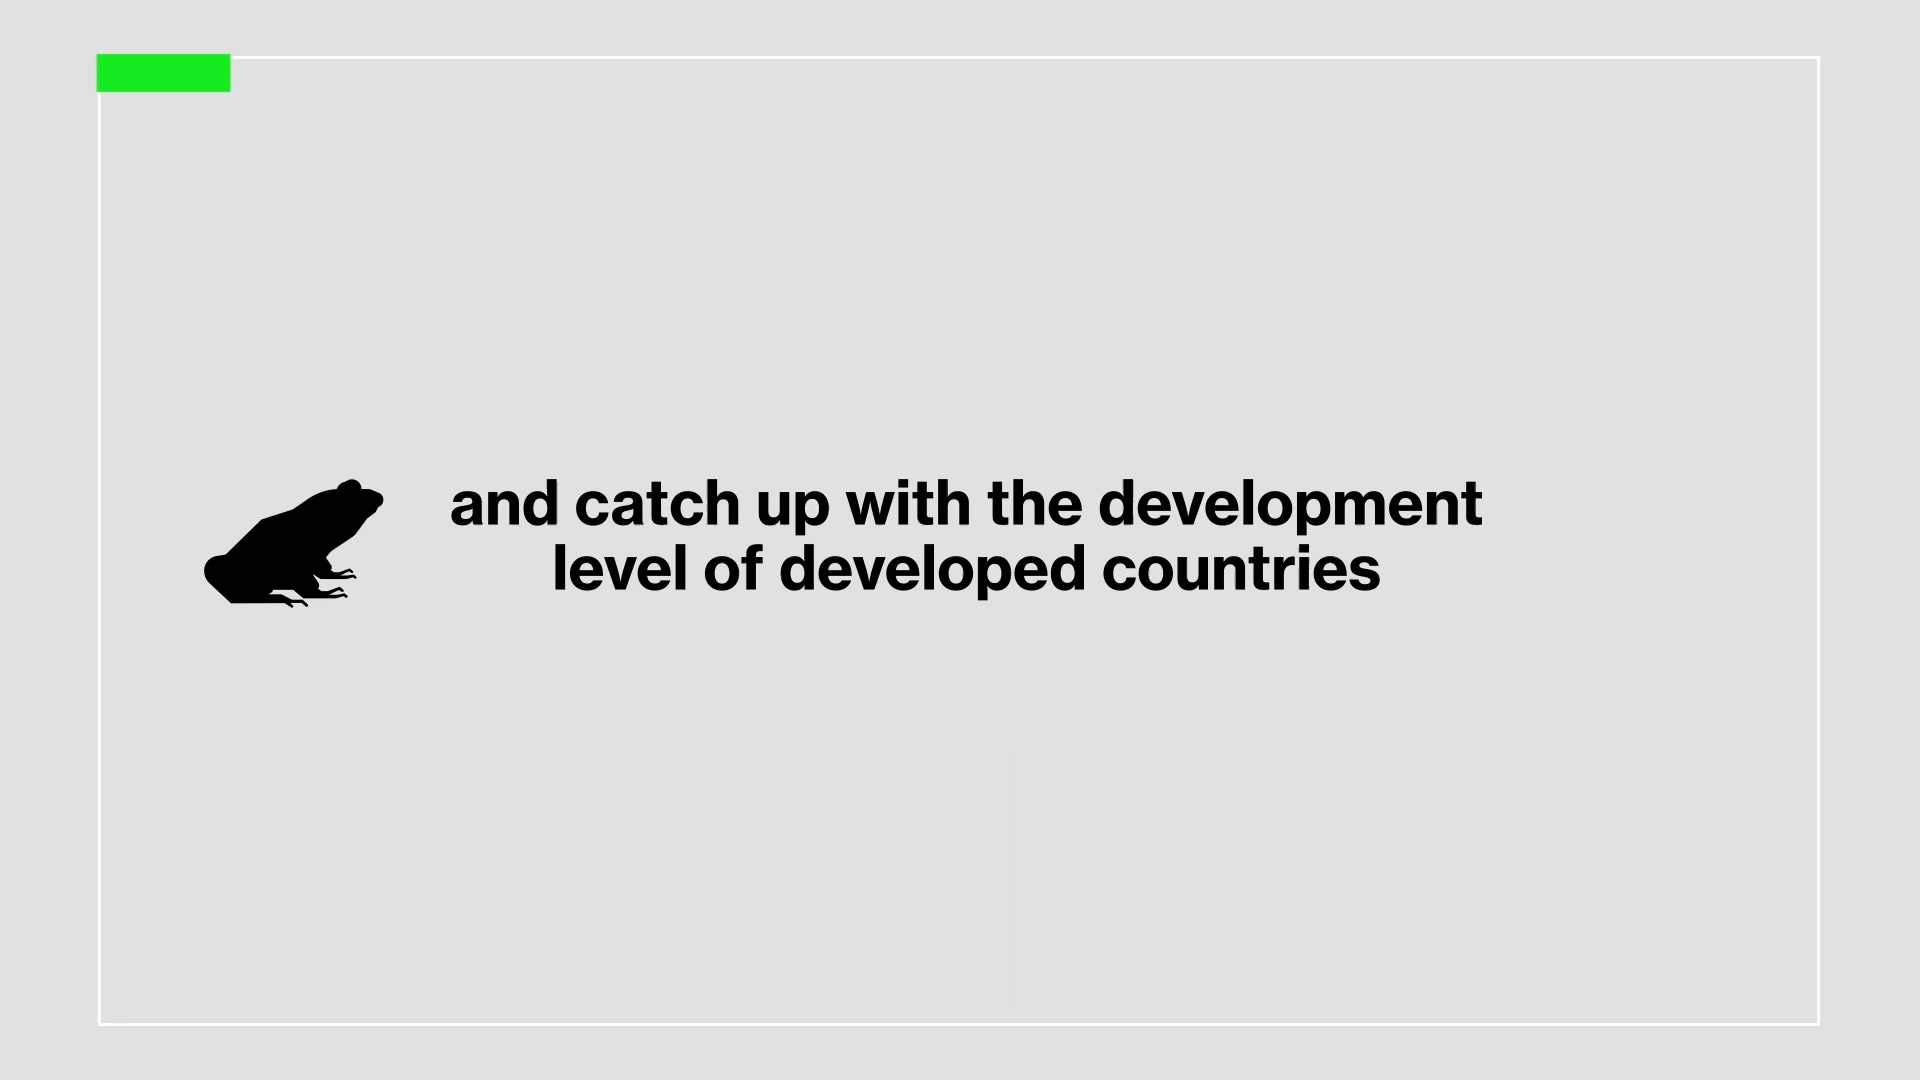 and catch up with the development
level of developed countries